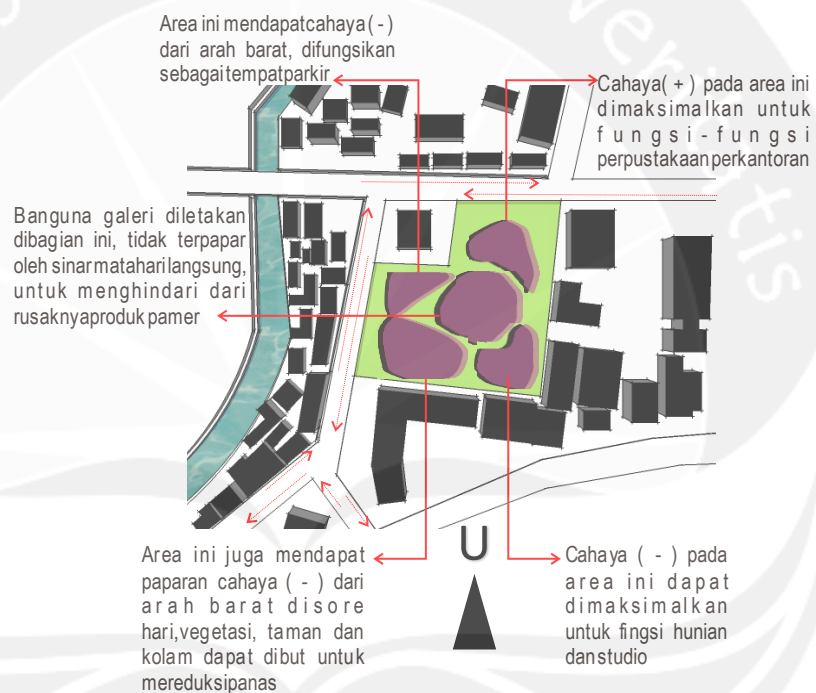 Area ini mendapatcahaya ( - )
dari arah barat, difungsikan
sebagaitempatparkir
Cahaya( + ) pada area ini
dimaksimalkan untuk
fungsi-fungsi
perpustakaanperkantoran
Banguna galeri diletakan
dibagian ini, tidak terpapar
oleh sinarmataharilangsung,
untuk menghindari dari
rusaknyaproduk pamer
Area ini juga mendapat
paparan cahaya ( - ) dari
arah barat disore
hari,vegetasi, taman dan
kolam dapat dibut untuk
mereduksipanas
U
Cahaya ( - ) pada
area ini dapat
dimaksimalkan
untuk fingsi hunian
danstudio
veritatis